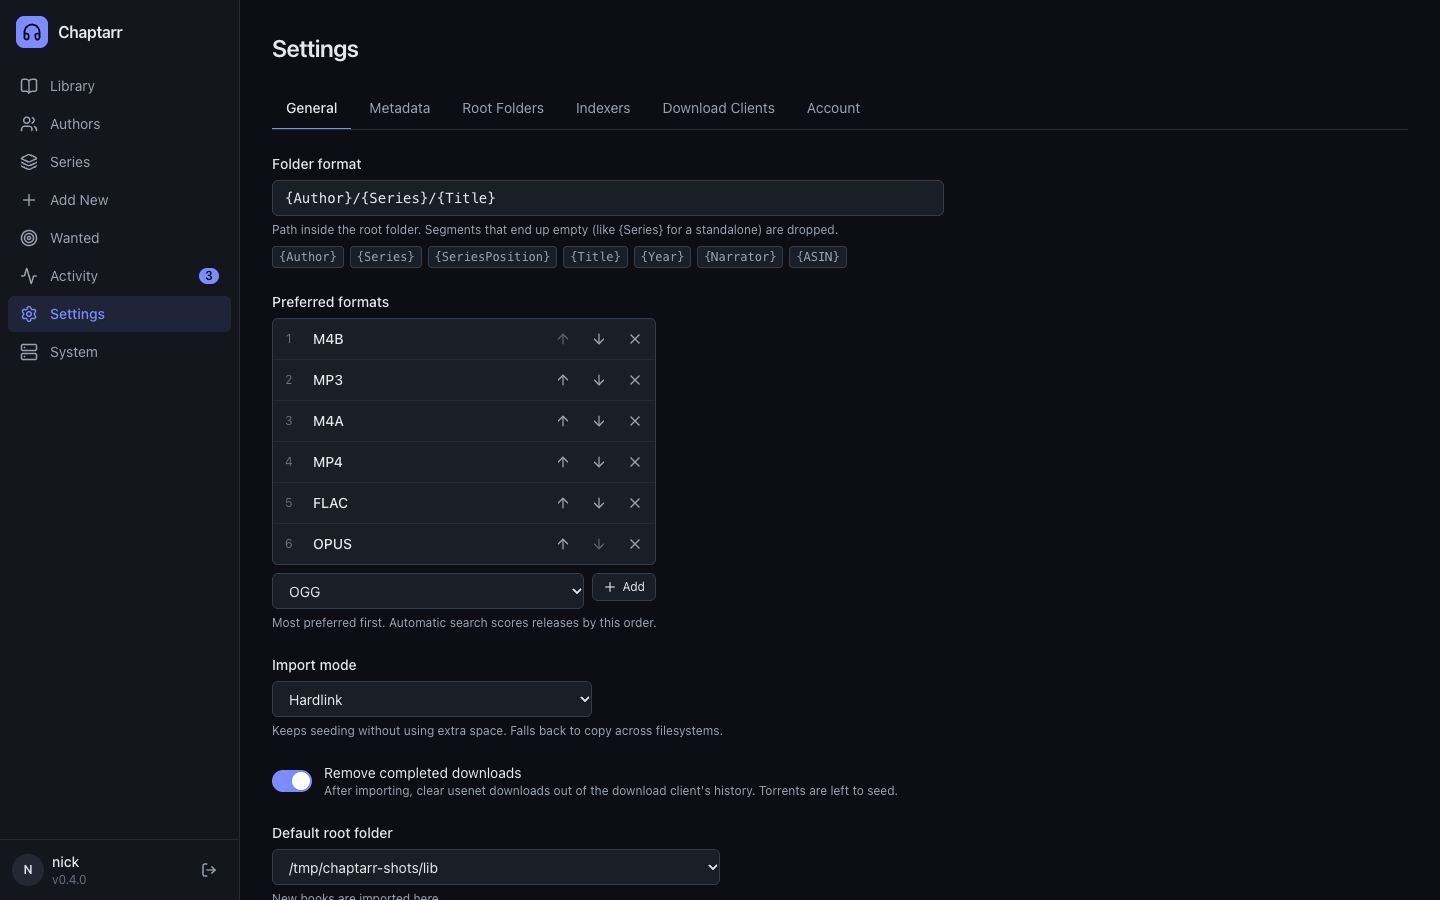 Chaptarr
Library
Authors
Series
Add New
Wanted
Activity
3
Settings
System
N
nick
v0.4.0
Settings
General
Metadata
Root Folders
Indexers
Download Clients
Account
Folder format
{Author}/{Series}/{Title}
Path inside the root folder. Segments that end up empty (like {Series} for a standalone) are dropped.
{Author}
{Series}
{SeriesPosition}
{Title}
{Year}
{Narrator}
{ASIN}
Preferred formats
1 M4B
2 MP3
3 M4A
4 MP4
5 FLAC
6 OPUS
OGG
Add
Most preferred first. Automatic search scores releases by this order.
Import mode
Hardlink
Keeps seeding without using extra space. Falls back to copy across filesystems.
Remove completed downloads
After importing, clear usenet downloads out of the download client's history. Torrents are left to seed.
Default root folder
/tmp/chaptarr-shots/lib
New books are imported here.